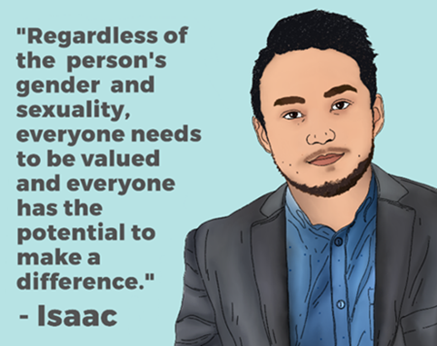 "Regardless of
the person's
gender and
sexuality,
everyone needs
to be valued
and everyone
has the
potential to
make a
difference."
- Isaac